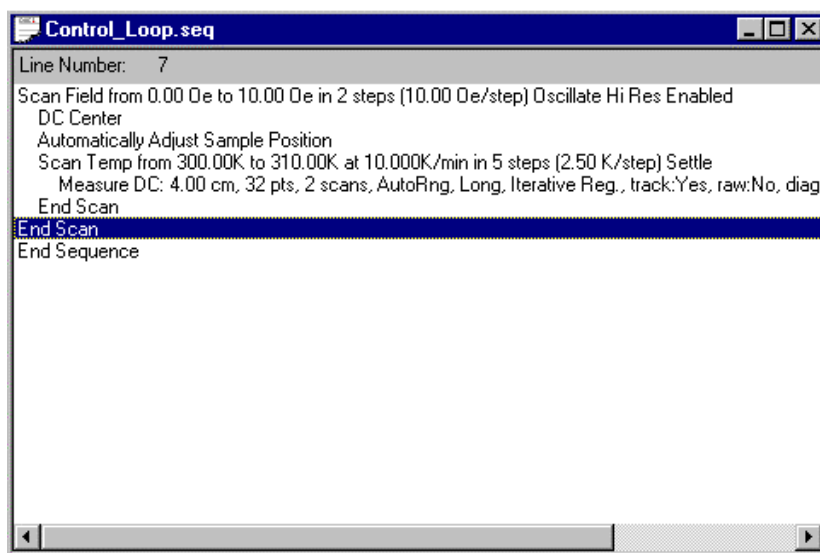 Control_Loop.seq
Line Number: 7
Scan Field from 0.00 Oe to 10.00 Oe in 2 steps (10.00 Oe/step) Oscillate Hi Res Enabled
DC Center
Automatically Adjust Sample Position
Scan Temp from 300.00K to 310.00K at 10.000K/min in 5 steps (2.50 K/step) Settle
Measure DC: 4.00 cm, 32 pts, 2 scans, AutoRng, Long, Iterative Reg., track:Yes, raw:No, diag
End Scan
End Scan
End Sequence